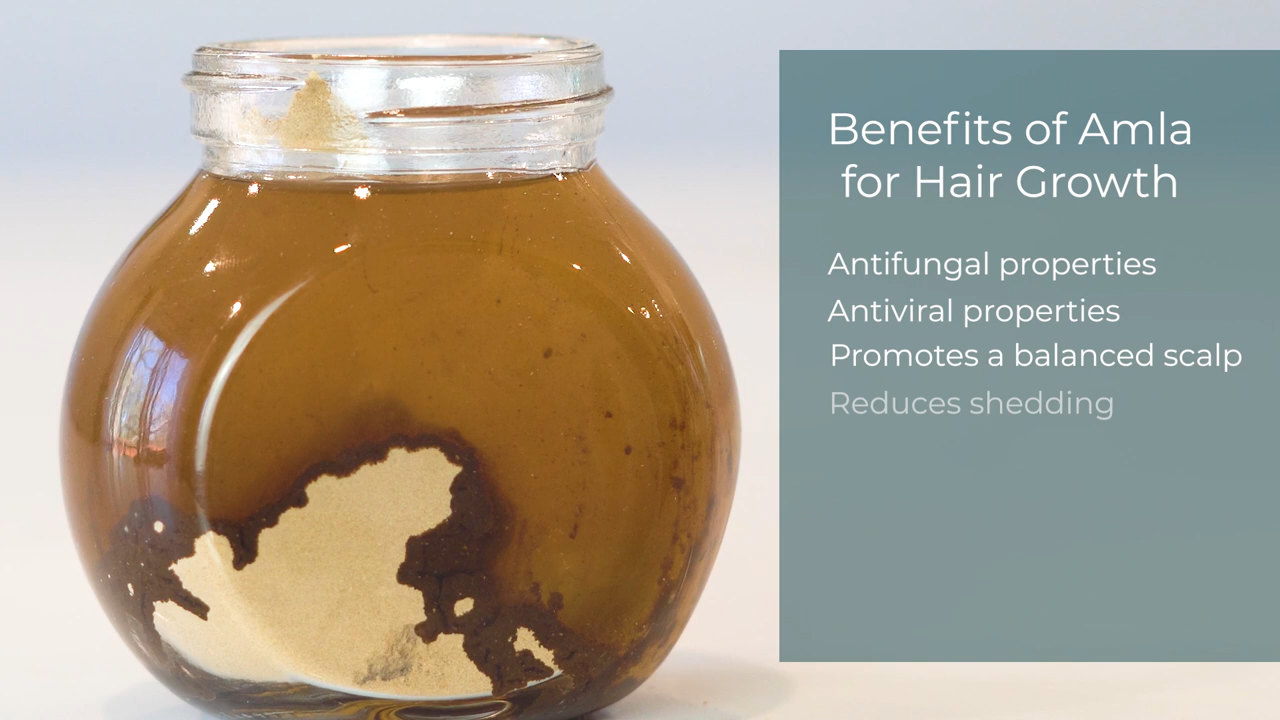 Benefits of Amla
for Hair Growth
Antifungal properties
Antiviral properties
Promotes a balanced scalp
Reduces shedding